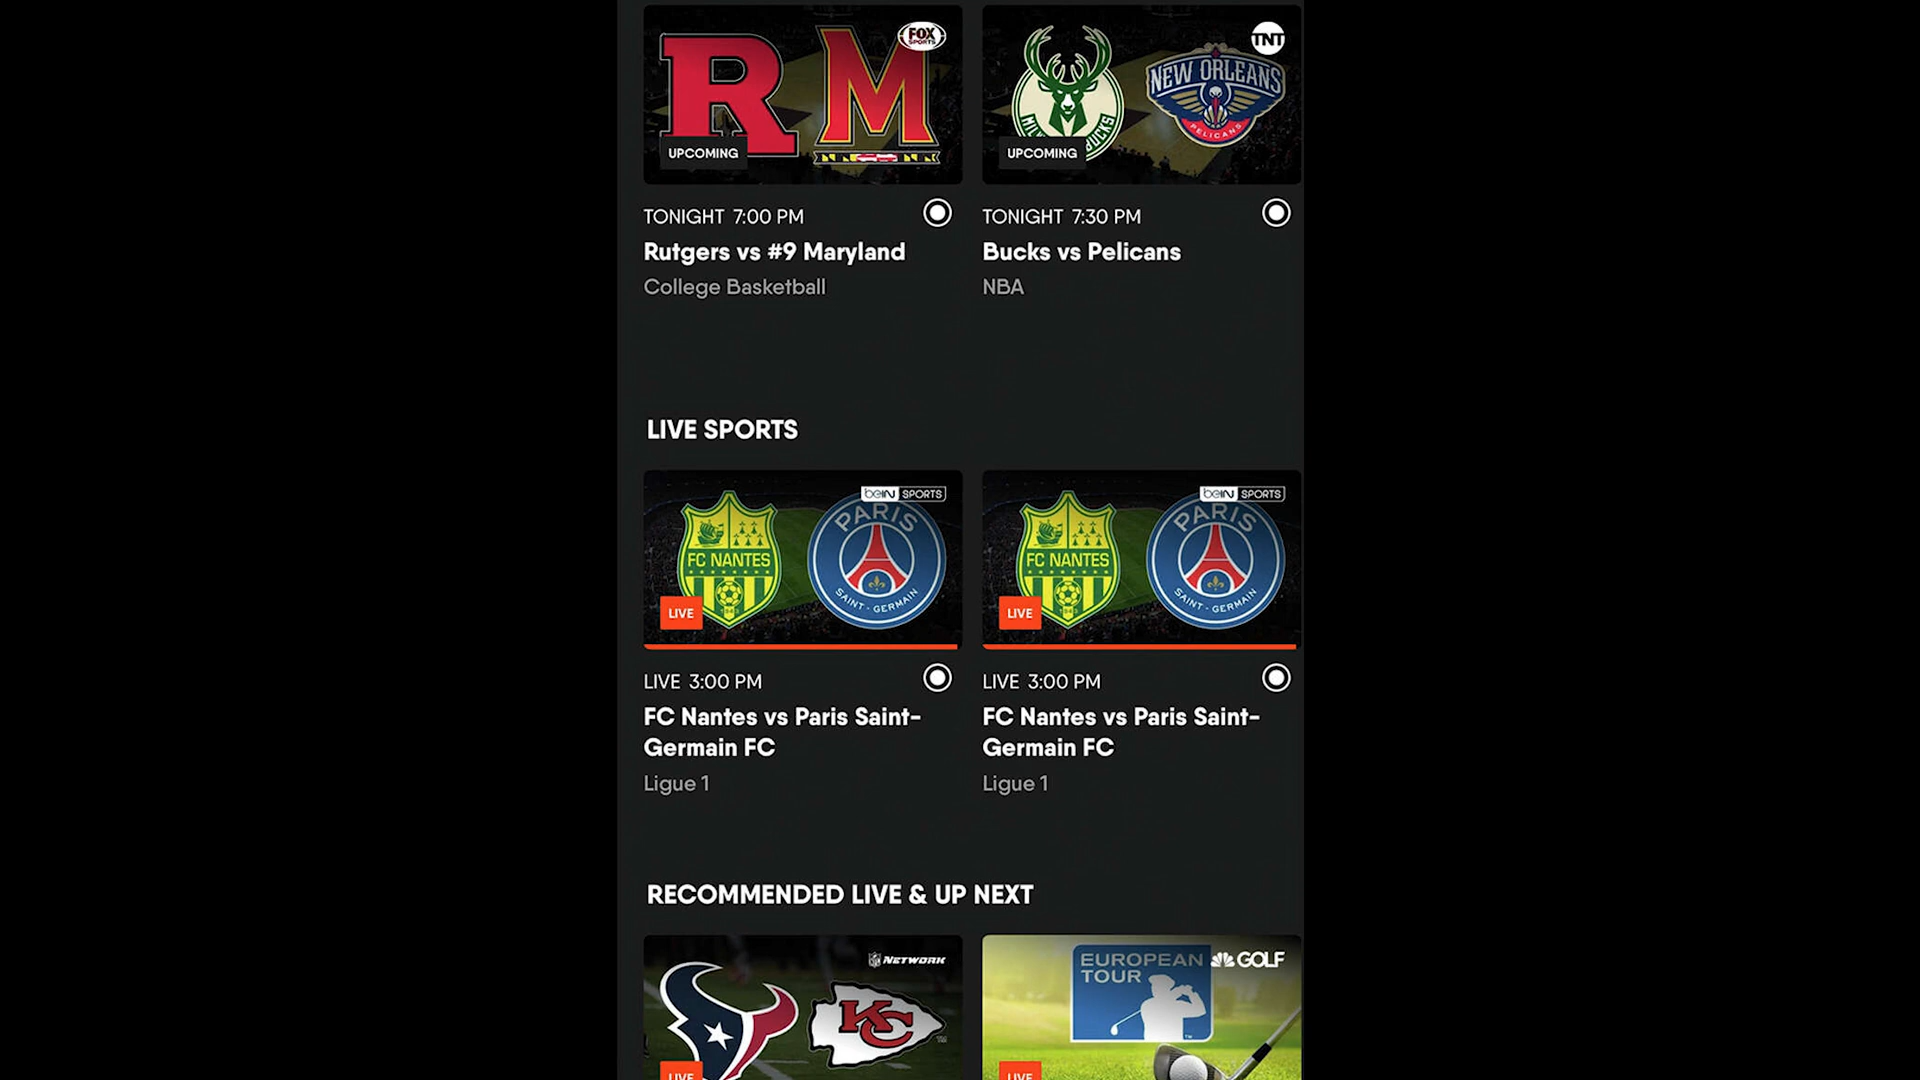 FOX
SPORTS
R M
UPCOMING
TONIGHT 7:00 PM
Rutgers vs #9 Maryland
College Basketball
TNT
NEW ORLEANS
PELICANS
UPCOMING
TONIGHT 7:30 PM
Bucks vs Pelicans
NBA
LIVE SPORTS
beIN SPORTS
FC NANTES
PARIS
SAINT-GERMAIN
LIVE
LIVE 3:00 PM
FC Nantes vs Paris Saint-
Germain FC
Ligue 1
beIN SPORTS
FC NANTES
PARIS
SAINT-GERMAIN
LIVE
LIVE 3:00 PM
FC Nantes vs Paris Saint-
Germain FC
Ligue 1
RECOMMENDED LIVE & UP NEXT
NFL NETWORK
KC
LIVE
EUROPEAN
TOUR
GOLF
LIVE